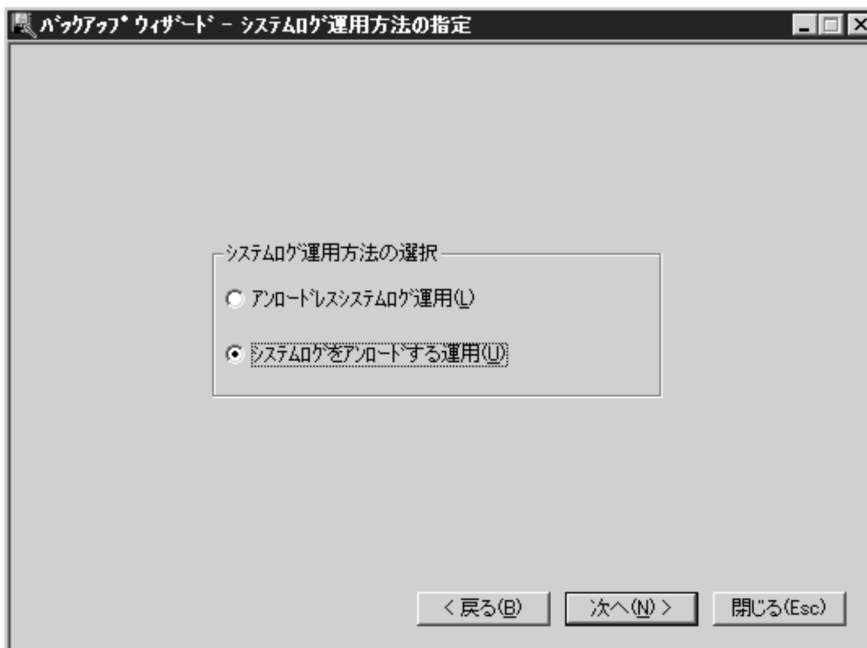 バックアップ ウィザード - システムログ運用方法の指定
システムログ運用方法の選択
アンロードレスシステムログ運用(L)
システムログをアンロードする運用(U)
< 戻る(B)
次へ(N) >
閉じる(Esc)